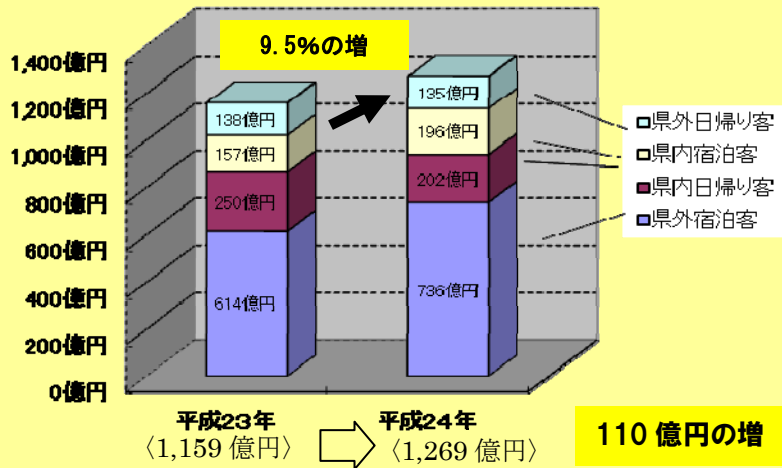 9.5%の増
1,400億円
1,200億円
1,000億円
800億円
600億円
400億円
200億円
0億円
138億円
157億円
250億円
614億円
135億円
196億円
202億円
736億円
県外日帰り客
県内宿泊客
県内日帰り客
県外宿泊客
平成23年
平成24年
〈1,159 億円〉
〈1,269 億円〉
110 億円の増